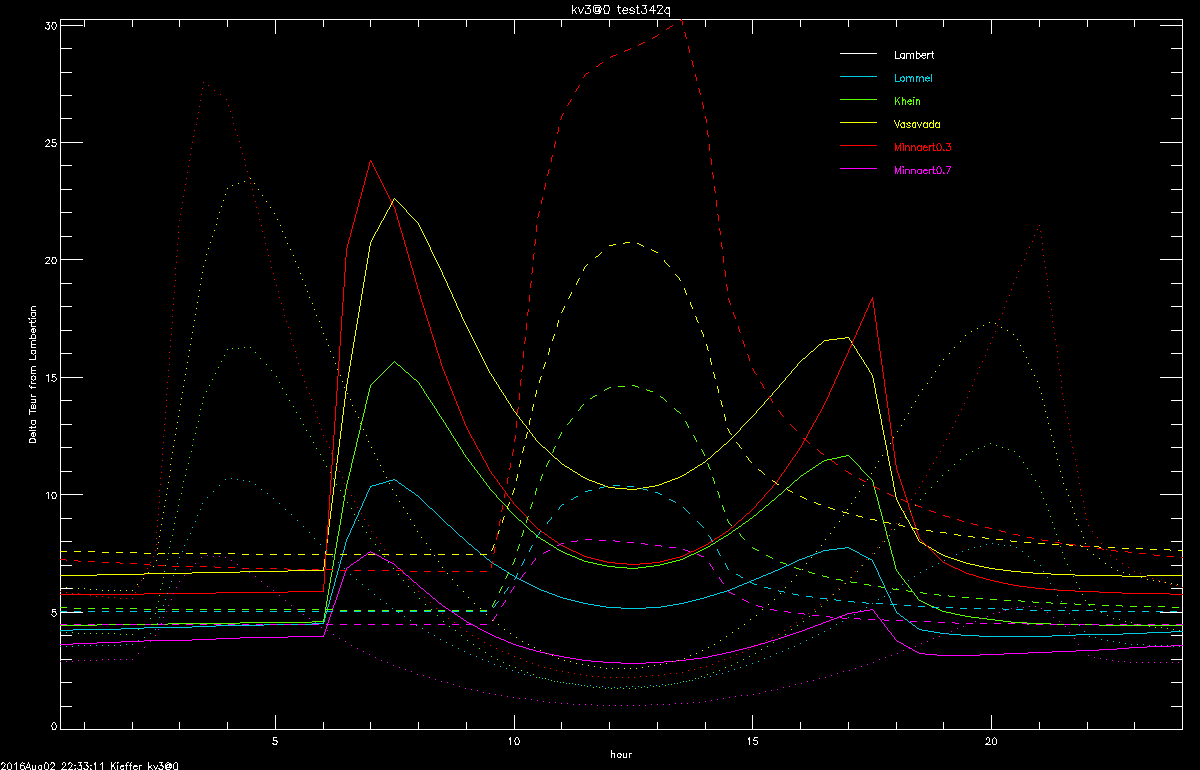 kv3@0 test342q
30
25
20
15
10
5
0
Delta Tsur from Lambertian
Lambert
Lommel
Khein
Vasavada
Minnaert0.3
Minnaert0.7
5 10 15 20
hour
2016Aug02 22:33:11 Kieffer kv3@0